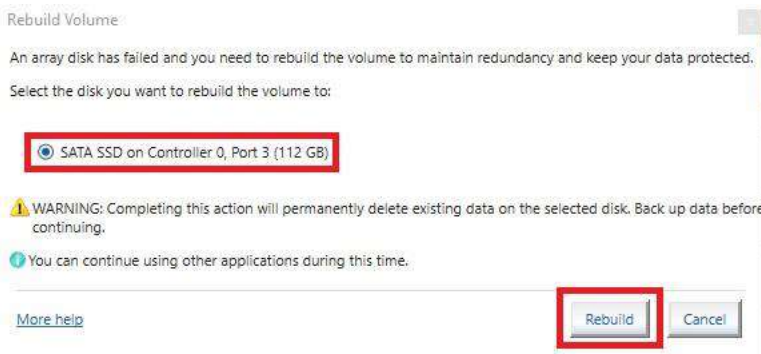 Rebuild Volume
An array disk has failed and you need to rebuild the volume to maintain redundancy and keep your data protected.
Select the disk you want to rebuild the volume to:
SATA SSD on Controller 0, Port 3 (112 GB)
WARNING: Completing this action will permanently delete existing data on the selected disk. Back up data before
continuing.
You can continue using other applications during this time.
More help
Rebuild
Cancel